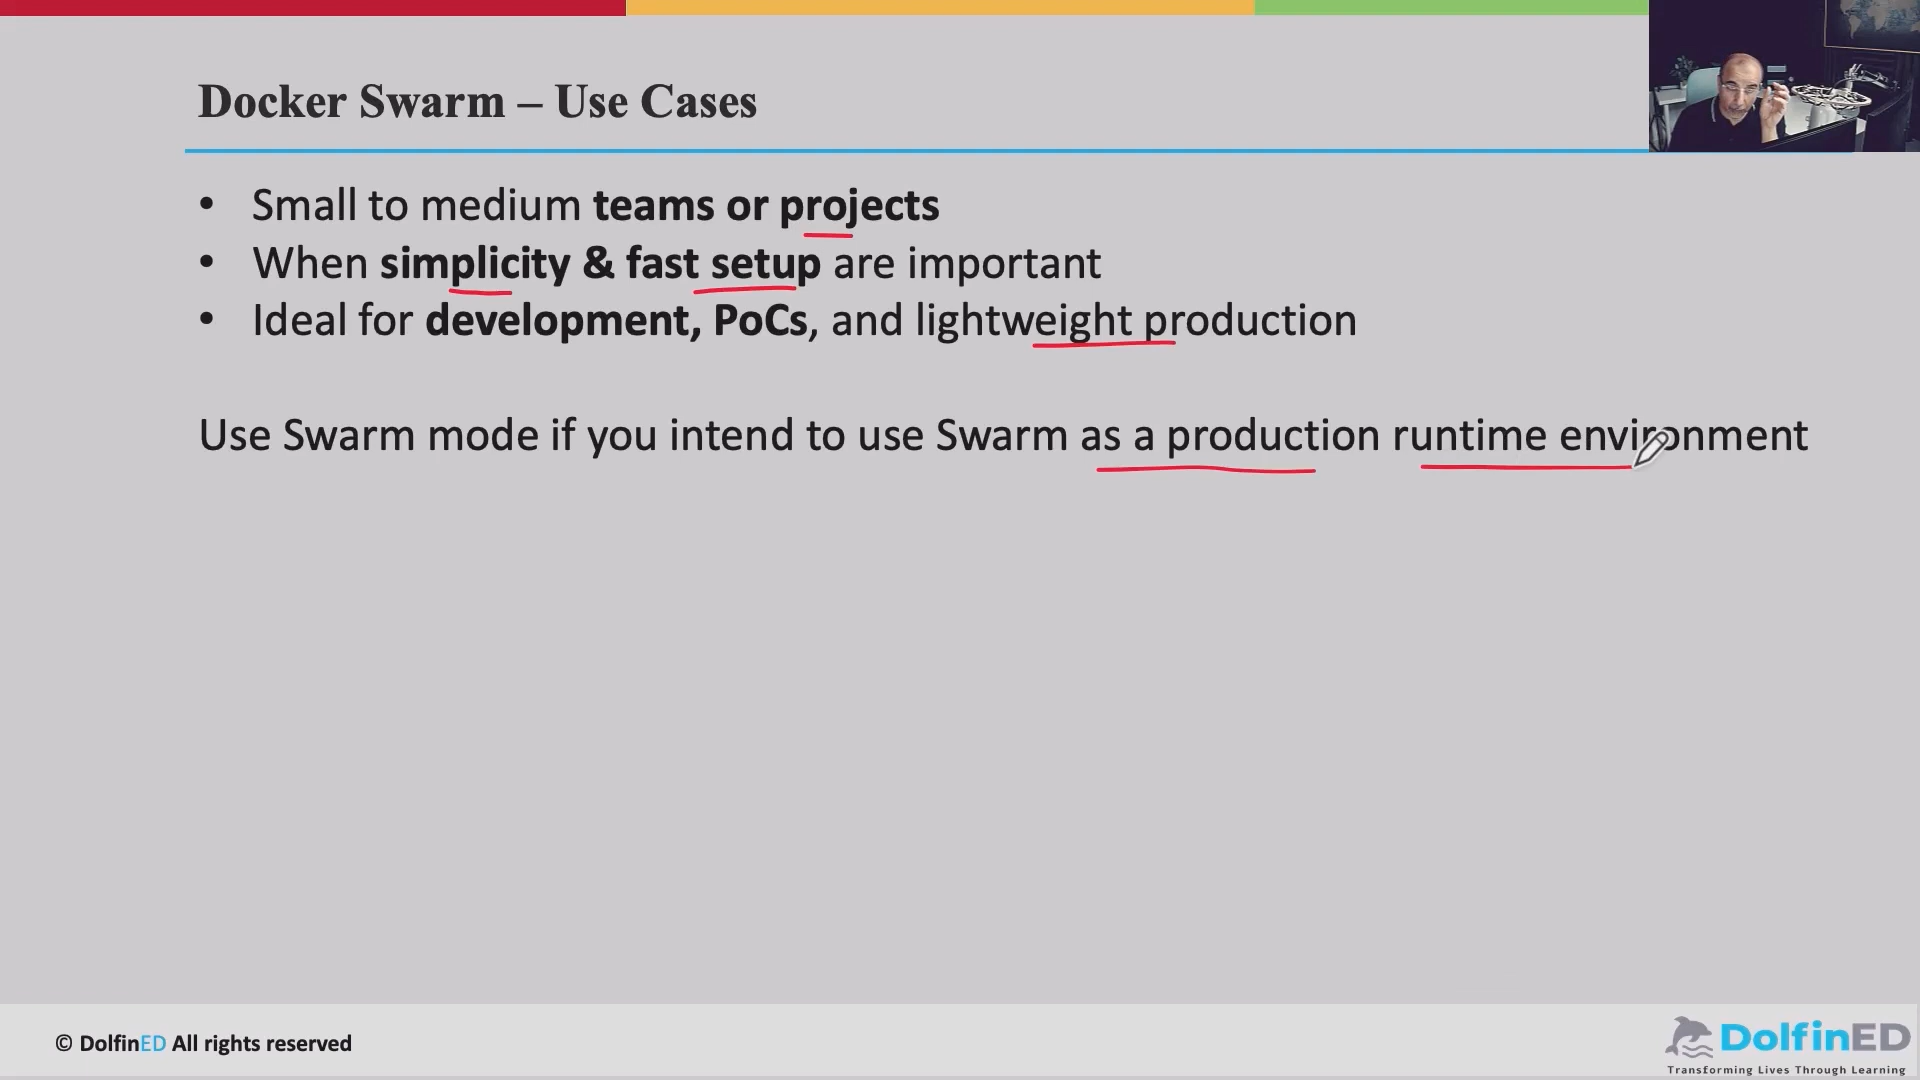 Docker Swarm – Use Cases
• Small to medium teams or projects
• When simplicity & fast setup are important
• Ideal for development, PoCs, and lightweight production
Use Swarm mode if you intend to use Swarm as a production runtime environment
© DolfinED All rights reserved
DolfinED
Transforming Lives Through Learning